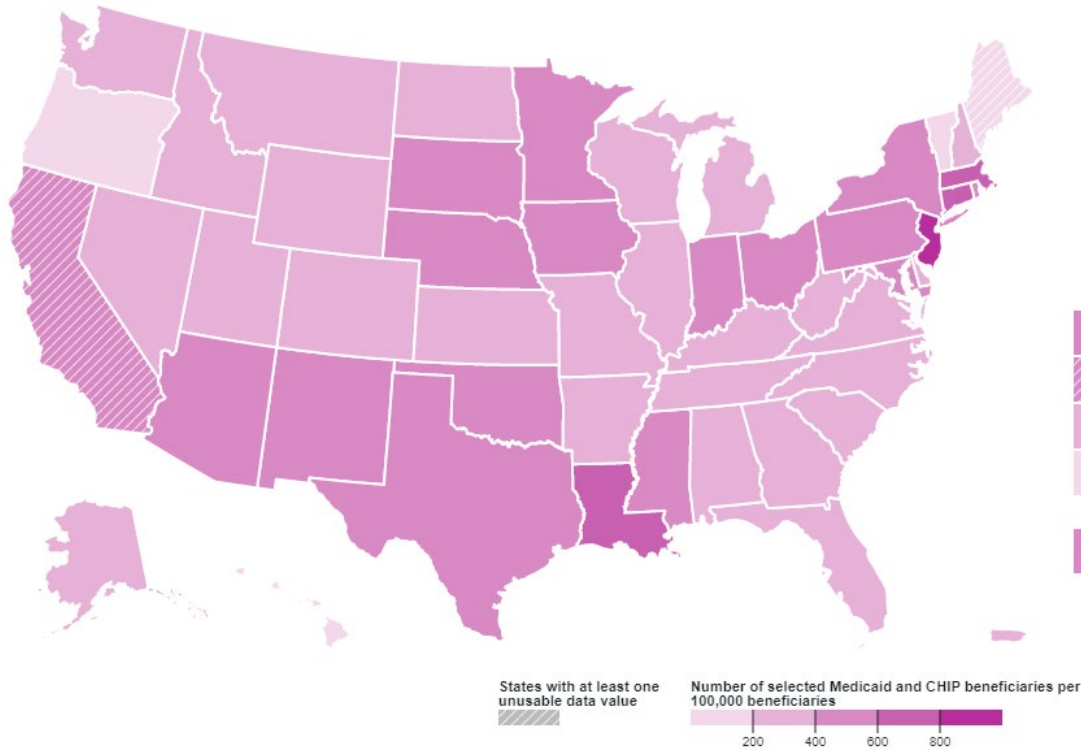 States with at least one
unusable data value
Number of selected Medicaid and CHIP beneficiaries per
100,000 beneficiaries
200 400 600 800